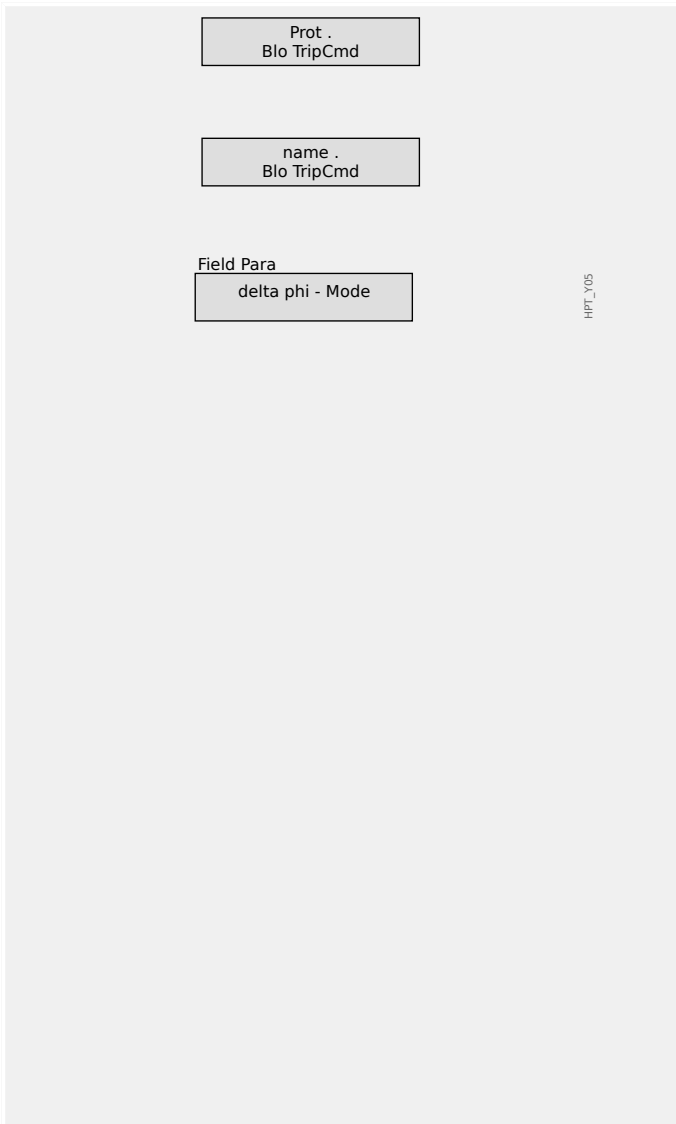 Prot .
Blo TripCmd
name .
Blo TripCmd
Field Para
delta phi - Mode
HPT_Y05